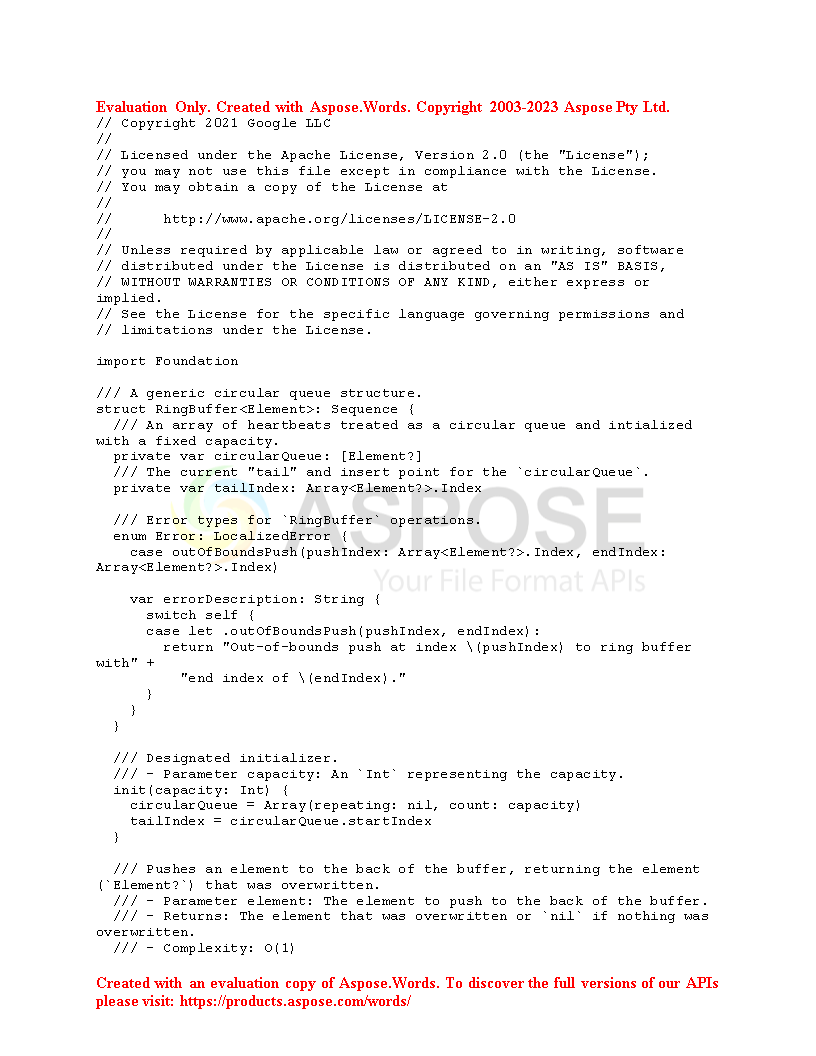 Evaluation Only. Created with Aspose.Words. Copyright 2003-2023 Aspose Pty Ltd.
// Copyright 2021 Google LLC
//
// Licensed under the Apache License, Version 2.0 (the "License");
// you may not use this file except in compliance with the License.
// You may obtain a copy of the License at
//
//      http://www.apache.org/licenses/LICENSE-2.0
//
// Unless required by applicable law or agreed to in writing, software
// distributed under the License is distributed on an "AS IS" BASIS,
// WITHOUT WARRANTIES OR CONDITIONS OF ANY KIND, either express or
implied.
// See the License for the specific language governing permissions and
// limitations under the License.

import Foundation

/// A generic circular queue structure.
struct RingBuffer<Element>: Sequence {
  /// An array of heartbeats treated as a circular queue and intialized
with a fixed capacity.
  private var circularQueue: [Element?]
  /// The current "tail" and insert point for the `circularQueue`.
  private var tailIndex: Array<Element?>.Index
ASPOSE
  /// Error types for `RingBuffer` operations.
  enum Error: LocalizedError {
    case outOfBoundsPush(pushIndex: Array<Element?>.Index, endIndex:
Array<Element?>.Index)
Your File Format APIs
    var errorDescription: String {
      switch self {
      case let .outOfBoundsPush(pushIndex, endIndex):
        return "Out-of-bounds push at index \(pushIndex) to ring buffer
with" +
          "end index of \(endIndex)."
      }
    }
  }

  /// Designated initializer.
  /// - Parameter capacity: An `Int` representing the capacity.
  init(capacity: Int) {
    circularQueue = Array(repeating: nil, count: capacity)
    tailIndex = circularQueue.startIndex
  }

  /// Pushes an element to the back of the buffer, returning the element
(`Element?`) that was overwritten.
  /// - Parameter element: The element to push to the back of the buffer.
  /// - Returns: The element that was overwritten or `nil` if nothing was
overwritten.
  /// - Complexity: O(1)

Created with an evaluation copy of Aspose.Words. To discover the full versions of our APIs
please visit: https://products.aspose.com/words/